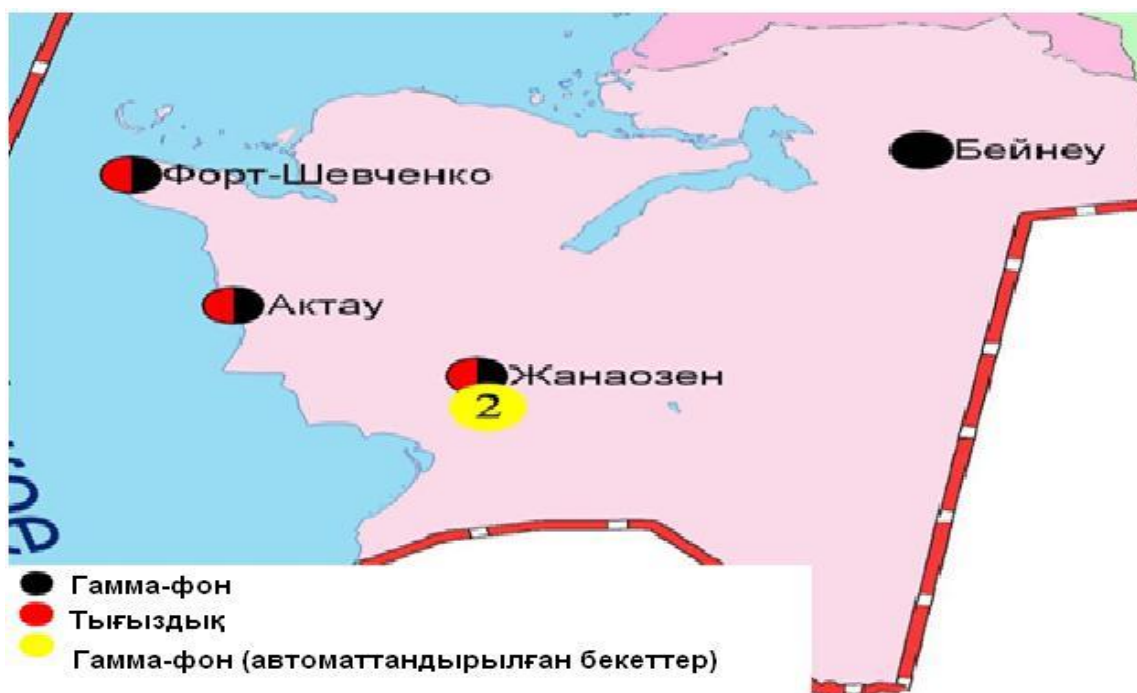 Бейнеу
Форт-Шевченко
Актау
Жанаозен
2
Гамма-фон
Тығыздық
Гамма-фон (автоматтандырылған бекеттер)